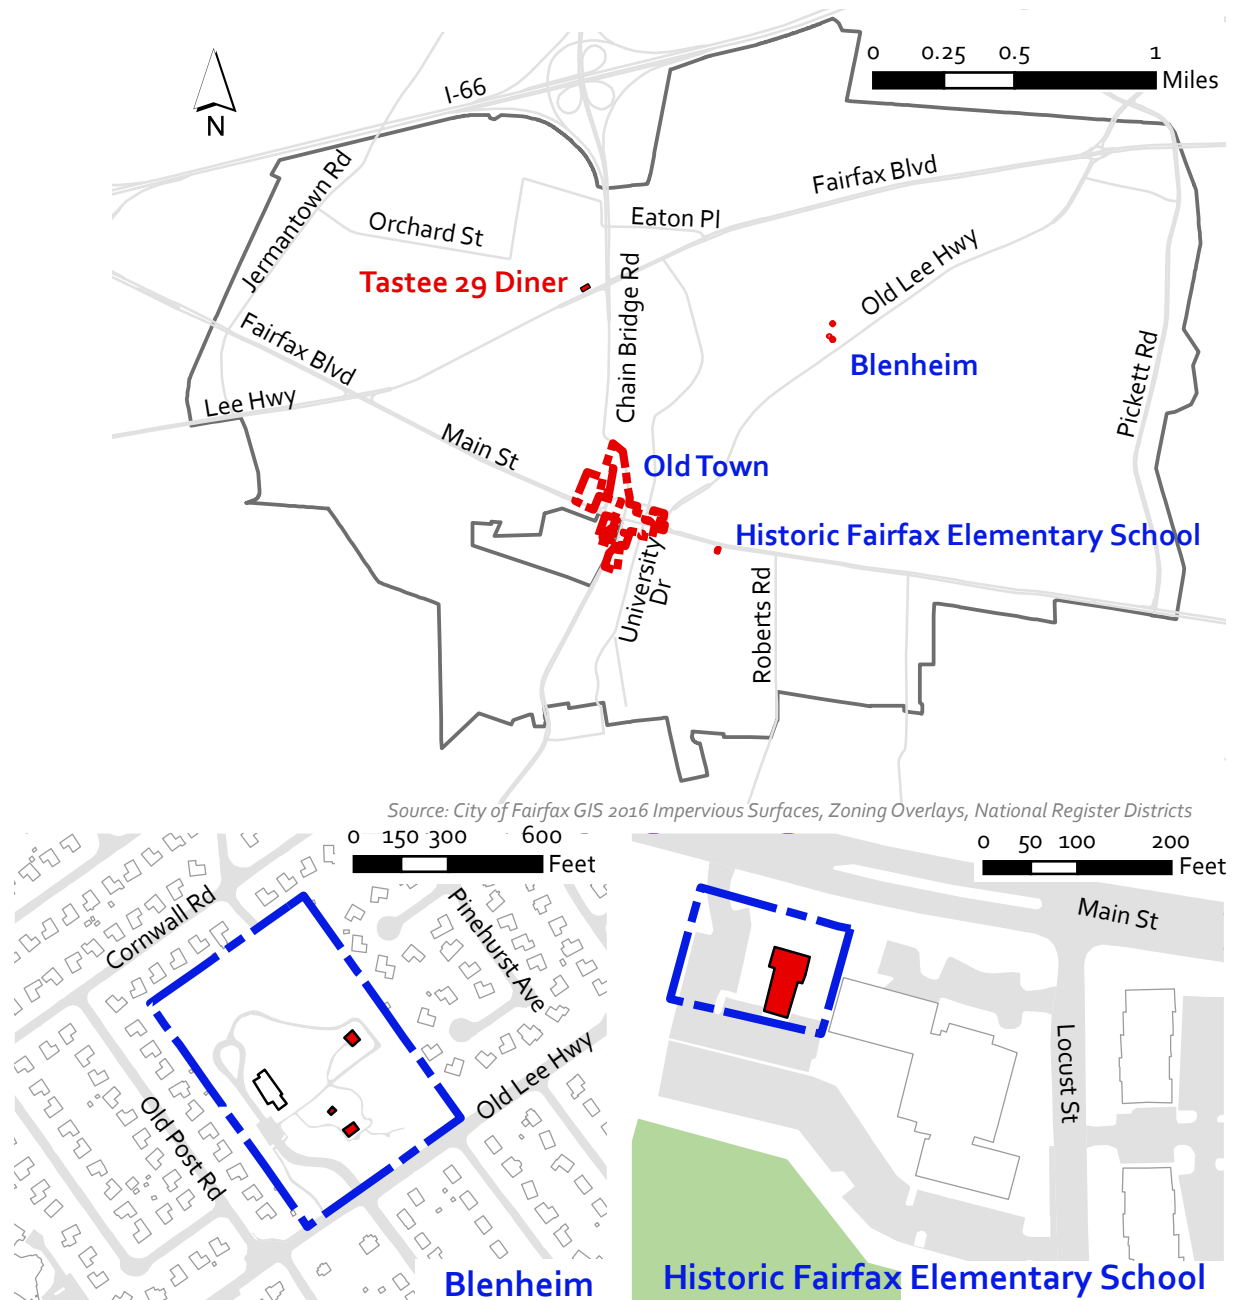 0 0.25 0.5 1
Miles
N
I-66
Jermantown Rd
Orchard St
Eaton Pl
Fairfax Blvd
Tastee 29 Diner
Chain Bridge Rd
Old Lee Hwy
Blenheim
Fairfax Blvd
Lee Hwy
Main St
Pickett Rd
Old Town
Historic Fairfax Elementary School
University
Dr
Roberts Rd
Source: City of Fairfax GIS 2016 Impervious Surfaces, Zoning Overlays, National Register Districts
0 150 300 600
Feet
Cornwall Rd
Pinehurst Ave
Old Lee Hwy
Old Post Rd
Blenheim
0 50 100 200
Feet
Main St
Locust St
Historic Fairfax Elementary School